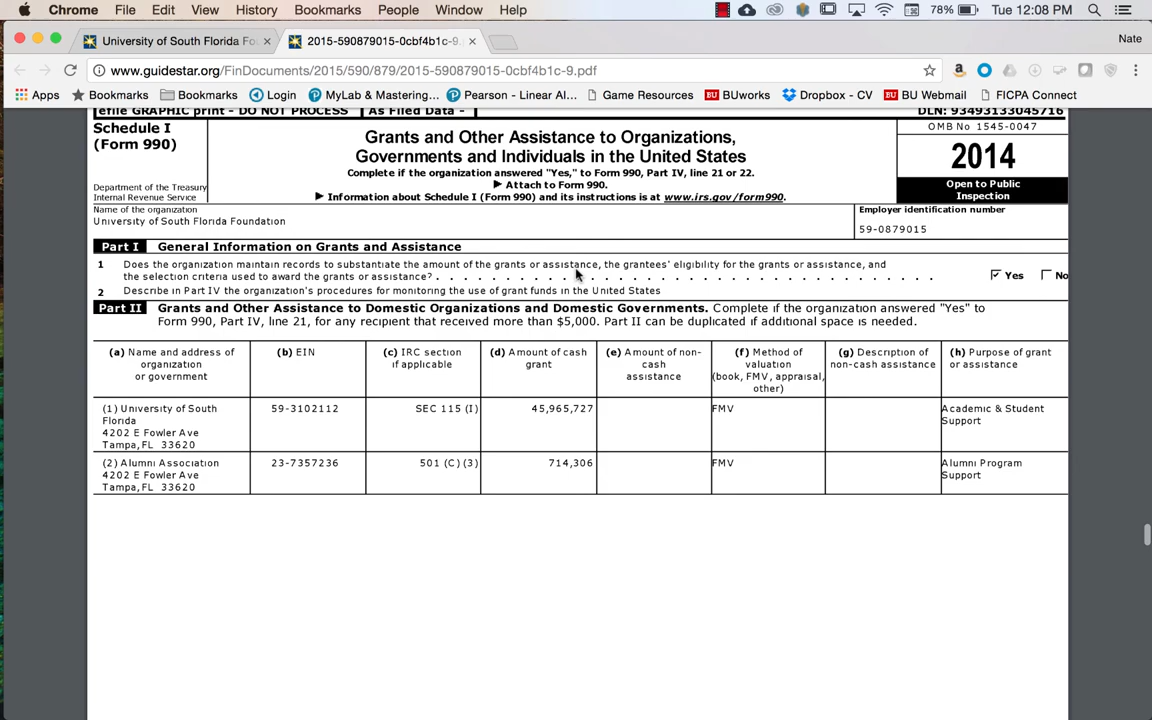 Chrome File Edit View History Bookmarks People Window Help 78% Tue 12:08 PM
University of South Florida Fo 2015-590879015-0cbf4b1c-9. Nate
www.guidestar.org/FinDocuments/2015/590/879/2015-590879015-0cbf4b1c-9.pdf
Apps Bookmarks Bookmarks Login MyLab & Mastering... Pearson - Linear Al... Game Resources BU BUworks Dropbox - CV BU BU Webmail FICPA Connect
efile GRAPHIC print - DO NOT PROCESS As Filed Data - DLN: 93493133045716
Schedule I
(Form 990)
Department of the Treasury
Internal Revenue Service
Grants and Other Assistance to Organizations,
Governments and Individuals in the United States
Complete if the organization answered "Yes," to Form 990, Part IV, line 21 or 22.
▶ Attach to Form 990.
▶ Information about Schedule I (Form 990) and its instructions is at www.irs.gov/form990.
OMB No 1545-0047
2014
Open to Public
Inspection
Name of the organization
University of South Florida Foundation
Employer identification number
59-0879015
Part I General Information on Grants and Assistance
1 Does the organization maintain records to substantiate the amount of the grants or assistance, the grantees' eligibility for the grants or assistance, and
the selection criteria used to award the grants or assistance? . . . . . . . . . . . . . . . . . . . . . . . . . . . . . . . . . . . Yes No
2 Describe in Part IV the organization's procedures for monitoring the use of grant funds in the United States
Part II Grants and Other Assistance to Domestic Organizations and Domestic Governments. Complete if the organization answered "Yes" to
Form 990, Part IV, line 21, for any recipient that received more than $5,000. Part II can be duplicated if additional space is needed.
(a) Name and address of
organization
or government
(b) EIN
(c) IRC section
if applicable
(d) Amount of cash
grant
(e) Amount of non-
cash
assistance
(f) Method of
valuation
(book, FMV, appraisal,
other)
(g) Description of
non-cash assistance
(h) Purpose of grant
or assistance
(1) University of South
Florida
4202 E Fowler Ave
Tampa, FL 33620
59-3102112
SEC 115 (I)
45,965,727
FMV
Academic & Student
Support
(2) Alumni Association
4202 E Fowler Ave
Tampa, FL 33620
23-7357236
501 (C) (3)
714,306
FMV
Alumni Program
Support